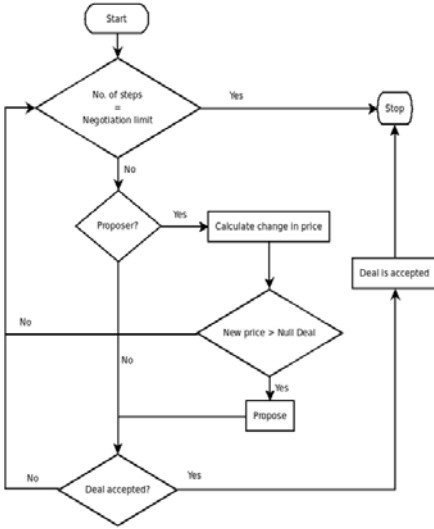 Start
No. of steps
=
Negotiation limit
Yes
Stop
No
Proposer?
Yes
Calculate change in price
Deal is accepted
No
New price > Null Deal
No
Yes
Propose
No
Deal accepted?
Yes